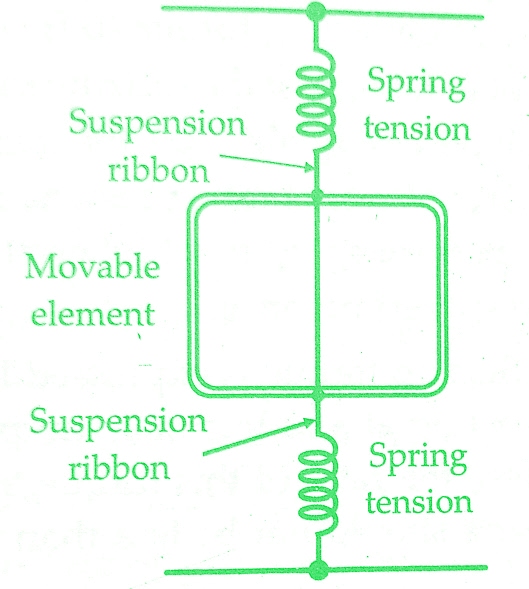 Spring
tension
Suspension
ribbon
Movable
element
Suspension
ribbon
Spring
tension